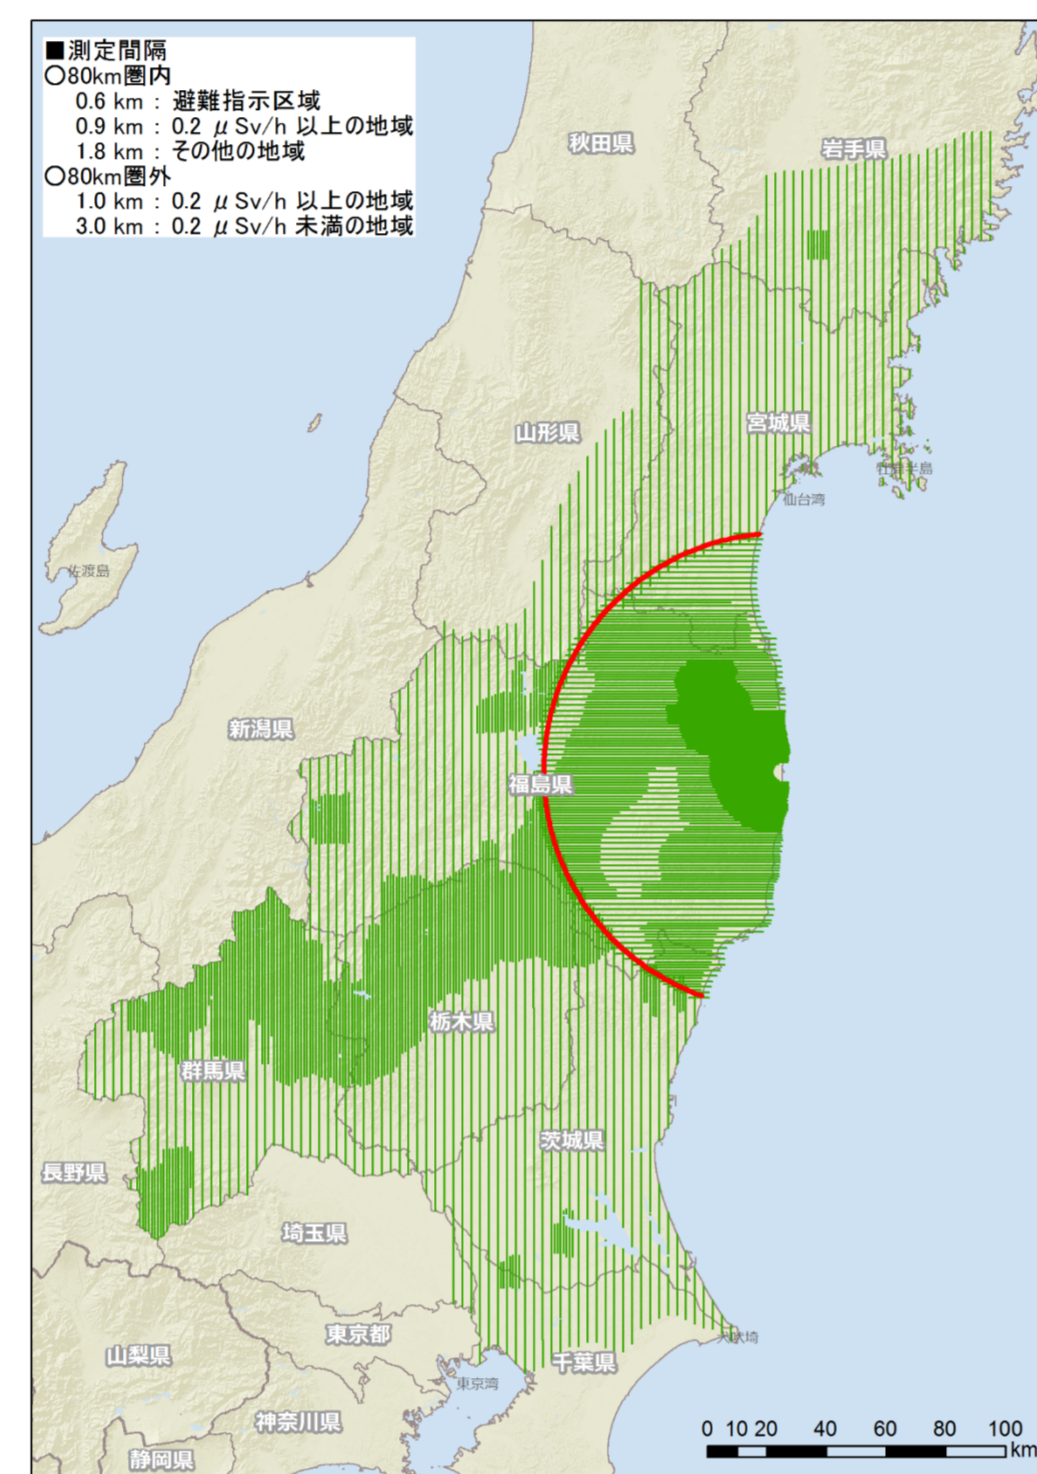 ■測定間隔
○80km圏内
0.6 km : 避難指示区域
0.9 km : 0.2 μSv/h 以上の地域
1.8 km : その他の地域
○80km圏外
1.0 km : 0.2 μSv/h 以上の地域
3.0 km : 0.2 μSv/h 未満の地域
秋田県
岩手県
山形県
宮城県
牡鹿半島
仙台湾
佐渡島
新潟県
福島県
栃木県
群馬県
茨城県
長野県
埼玉県
東京都
犬吠埼
山梨県
千葉県
東京湾
神奈川県
静岡県
0 10 20 40 60 80 100
km